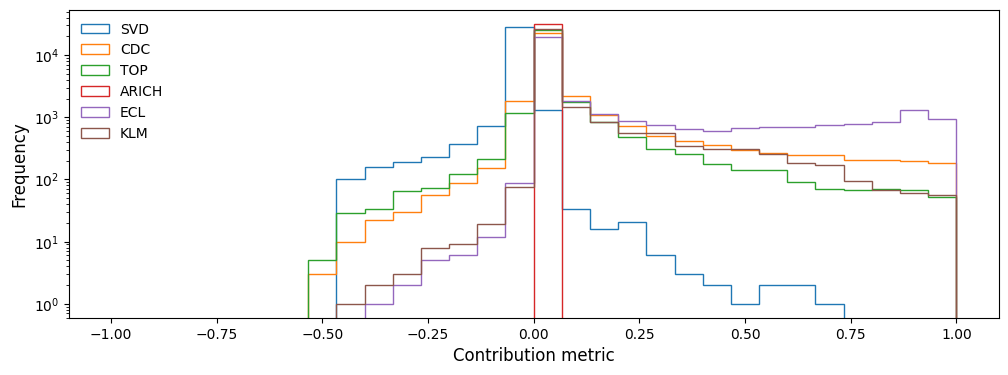 SVD
CDC
TOP
ARICH
ECL
KLM
Frequency
10⁴
10³
10²
10¹
10⁰
−1.00 −0.75 −0.50 −0.25 0.00 0.25 0.50 0.75 1.00
Contribution metric